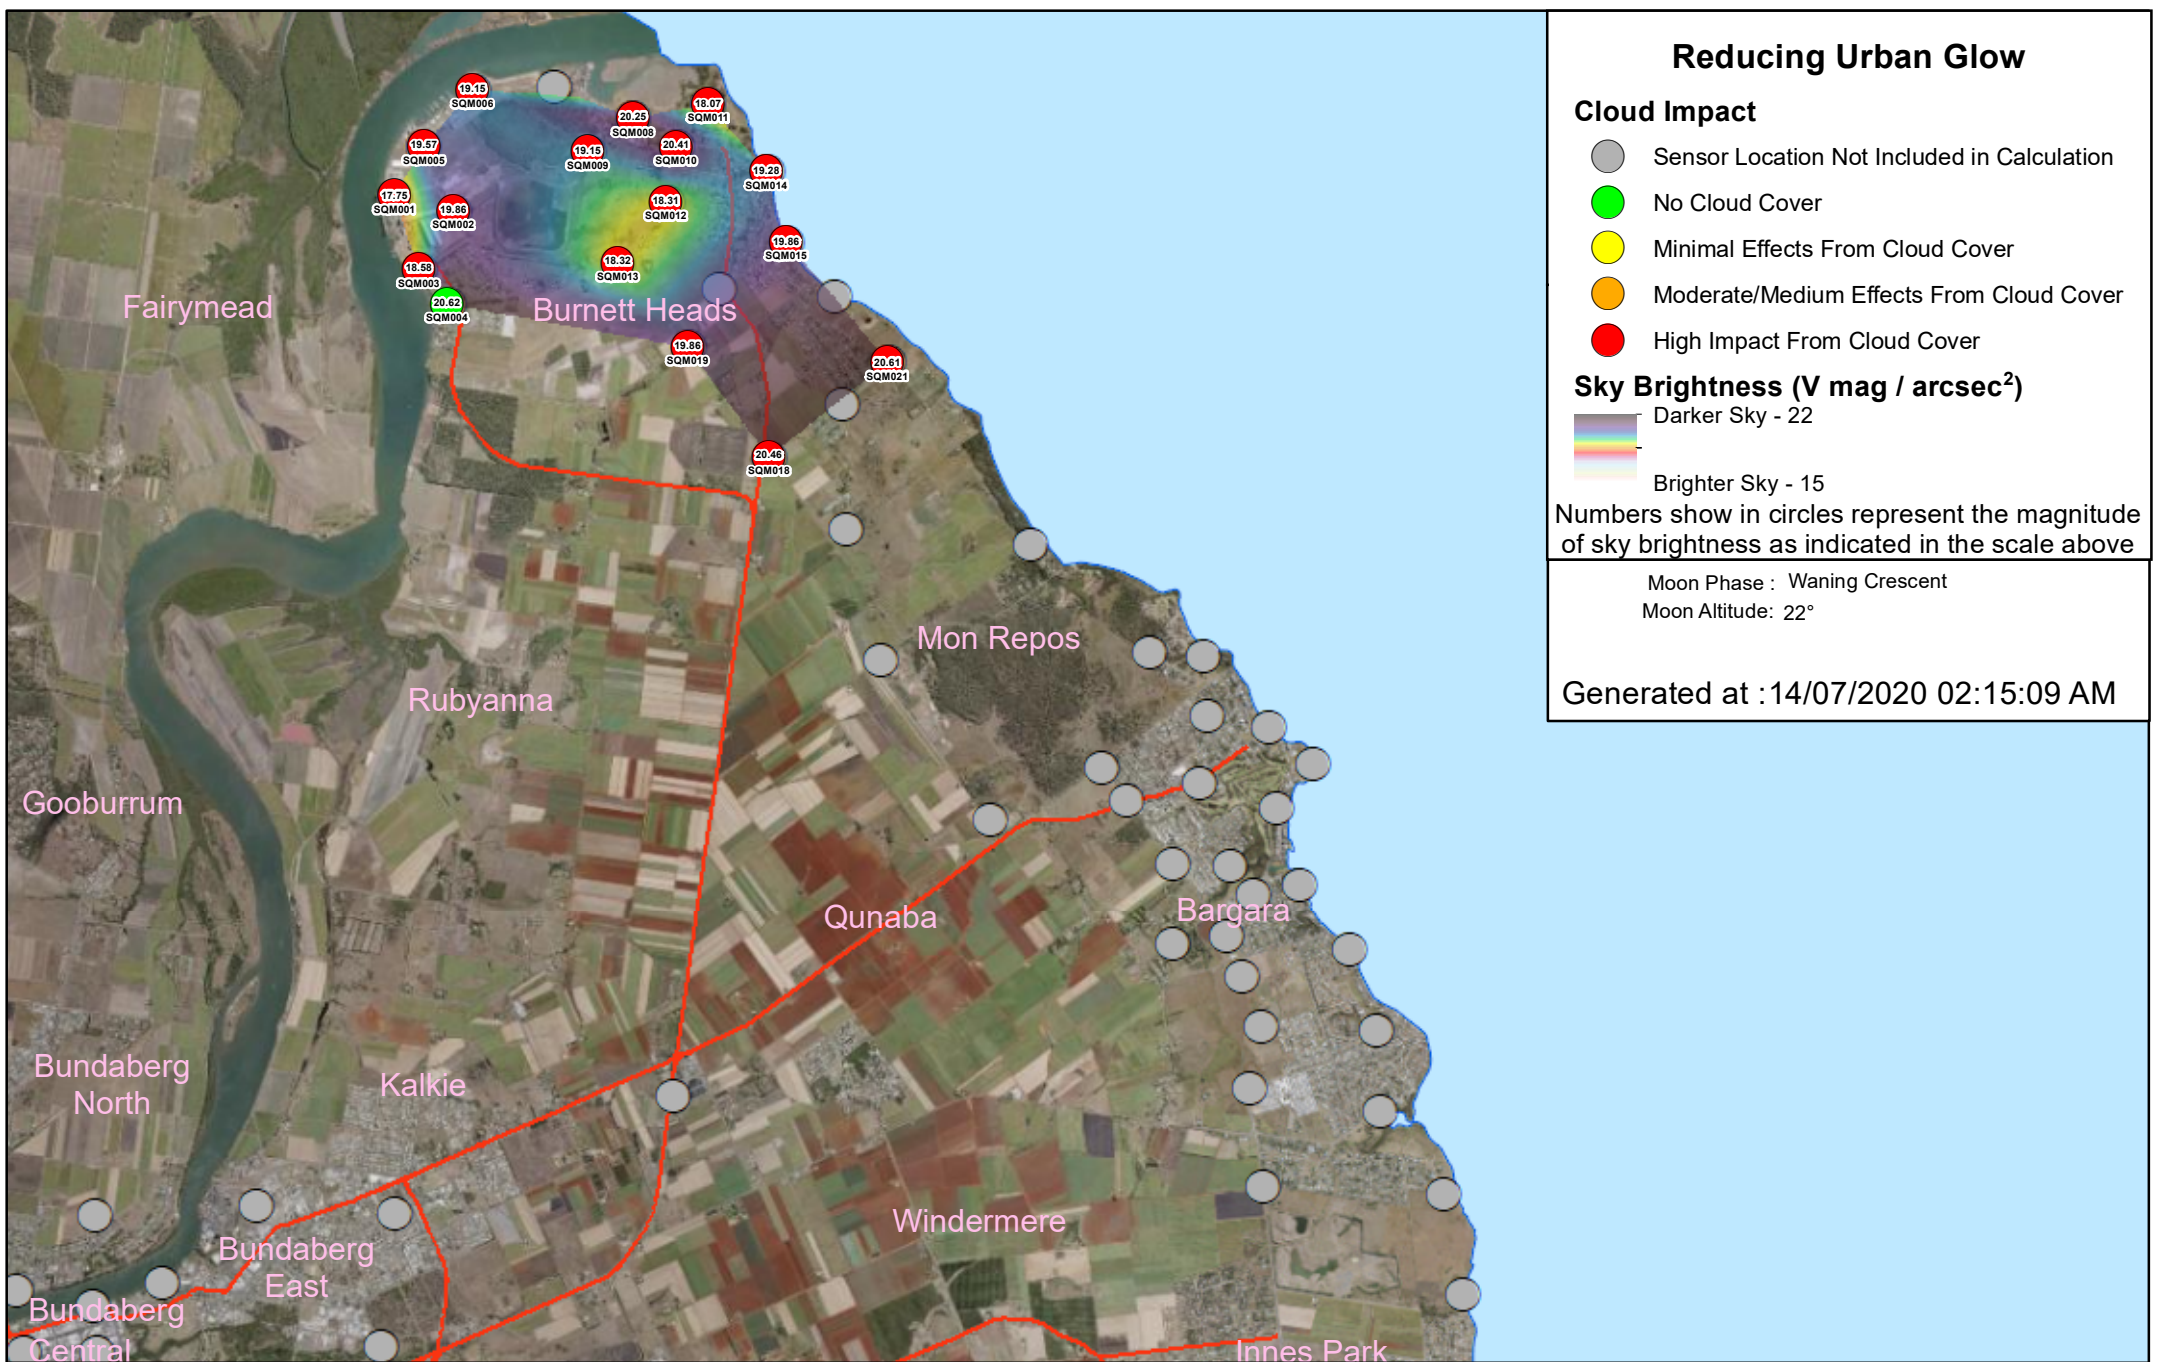 Reducing Urban Glow
Cloud Impact
Sensor Location Not Included in Calculation
No Cloud Cover
Minimal Effects From Cloud Cover
Moderate/Medium Effects From Cloud Cover
High Impact From Cloud Cover
Sky Brightness (V mag / arcsec²)
Darker Sky - 22
Brighter Sky - 15
Numbers show in circles represent the magnitude
of sky brightness as indicated in the scale above
Moon Phase : Waning Crescent
Moon Altitude: 22°
Generated at :14/07/2020 02:15:09 AM
19.15
SQM006
18.07
SQM011
20.25
SQM008
19.57
SQM005
19.15
SQM009
20.41
SQM010
19.28
SQM014
17.75
SQM001
19.86
SQM002
18.31
SQM012
19.86
SQM015
18.58
SQM003
18.32
SQM013
20.62
SQM004
Fairymead
Burnett Heads
19.86
SQM019
20.61
SQM021
20.46
SQM018
Mon Repos
Rubyanna
Gooburrum
Qunaba
Bargara
Bundaberg
North
Kalkie
Windermere
Bundaberg
East
Bundaberg
Central
Innes Park